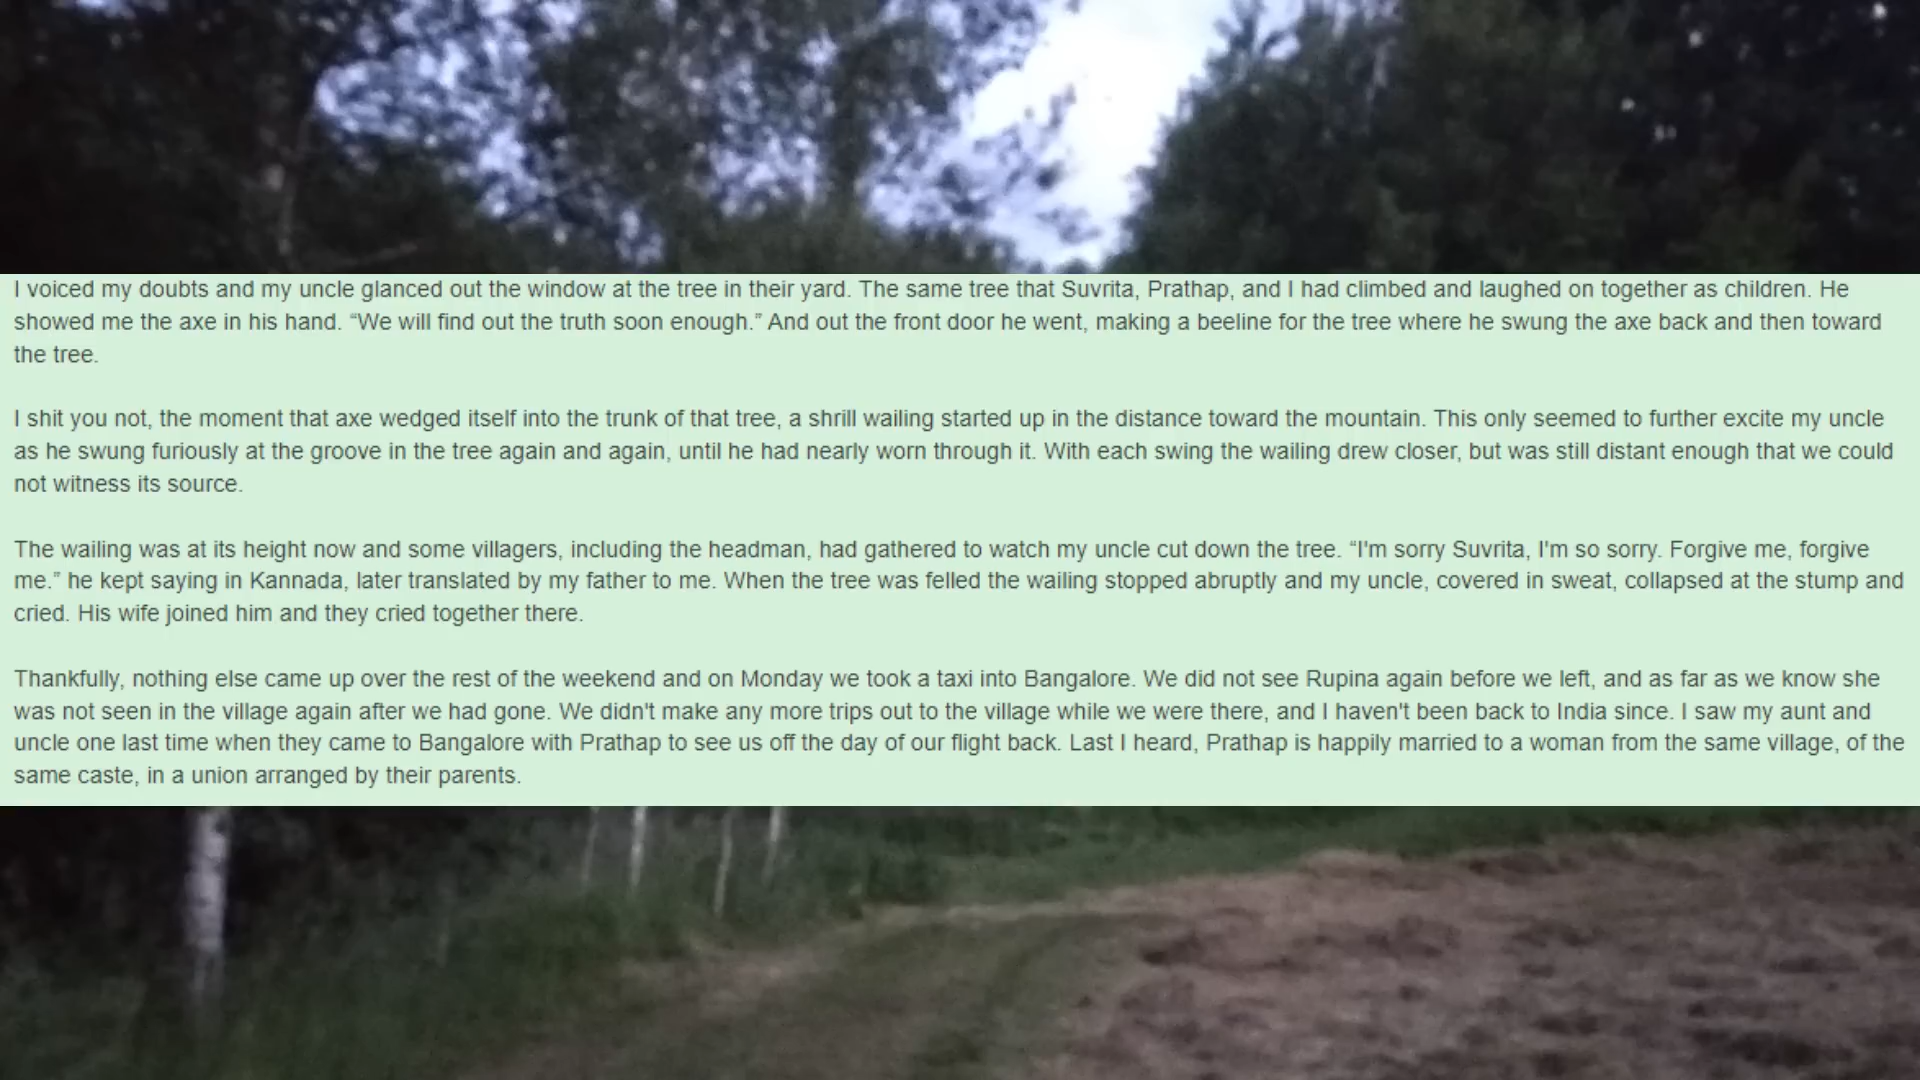 I voiced my doubts and my uncle glanced out the window at the tree in their yard. The same tree that Suvrita, Prathap, and I had climbed and laughed on together as children. He
showed me the axe in his hand. “We will find out the truth soon enough.” And out the front door he went, making a beeline for the tree where he swung the axe back and then toward
the tree.
I shit you not, the moment that axe wedged itself into the trunk of that tree, a shrill wailing started up in the distance toward the mountain. This only seemed to further excite my uncle
as he swung furiously at the groove in the tree again and again, until he had nearly worn through it. With each swing the wailing drew closer, but was still distant enough that we could
not witness its source.
The wailing was at its height now and some villagers, including the headman, had gathered to watch my uncle cut down the tree. “I'm sorry Suvrita, I'm so sorry. Forgive me, forgive
me.” he kept saying in Kannada, later translated by my father to me. When the tree was felled the wailing stopped abruptly and my uncle, covered in sweat, collapsed at the stump and
cried. His wife joined him and they cried together there.
Thankfully, nothing else came up over the rest of the weekend and on Monday we took a taxi into Bangalore. We did not see Rupina again before we left, and as far as we know she
was not seen in the village again after we had gone. We didn't make any more trips out to the village while we were there, and I haven't been back to India since. I saw my aunt and
uncle one last time when they came to Bangalore with Prathap to see us off the day of our flight back. Last I heard, Prathap is happily married to a woman from the same village, of the
same caste, in a union arranged by their parents.